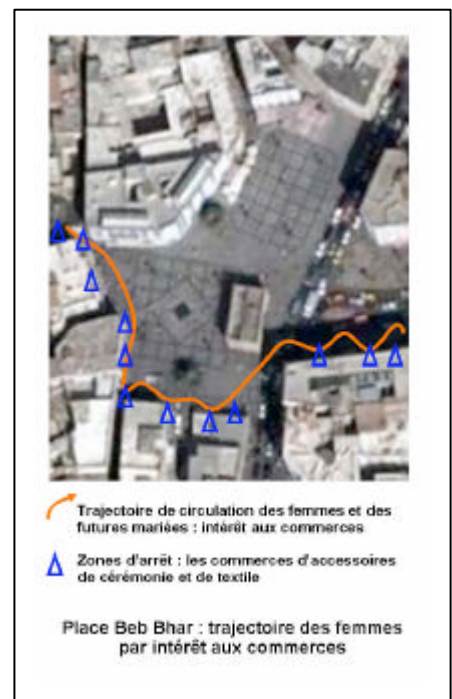 Trajectoire de circulation des femmes et des
futures mariées : intérêt aux commerces
Zones d'arrêt : les commerces d'accessoires
de cérémonie et de textile
Place Beb Bhar : trajectoire des femmes
par intérêt aux commerces